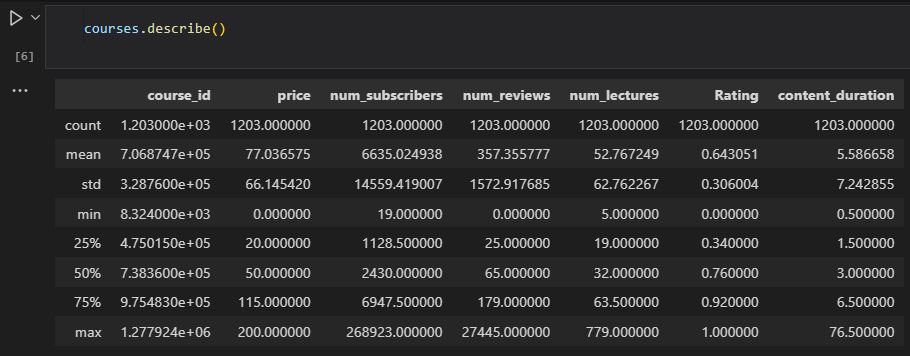 courses.describe()
[6]
...
course_id price num_subscribers num_reviews num_lectures Rating content_duration
count 1.203000e+03 1203.000000 1203.000000 1203.000000 1203.000000 1203.000000 1203.000000
mean 7.068747e+05 77.036575 6635.024938 357.355777 52.767249 0.643051 5.586658
std 3.287600e+05 66.145420 14559.419007 1572.917685 62.762267 0.306004 7.242855
min 8.324000e+03 0.000000 19.000000 0.000000 5.000000 0.000000 0.500000
25% 4.750150e+05 20.000000 1128.500000 25.000000 19.000000 0.340000 1.500000
50% 7.383600e+05 50.000000 2430.000000 65.000000 32.000000 0.760000 3.000000
75% 9.754830e+05 115.000000 6947.500000 179.000000 63.500000 0.920000 6.500000
max 1.277924e+06 200.000000 268923.000000 27445.000000 779.000000 1.000000 76.500000